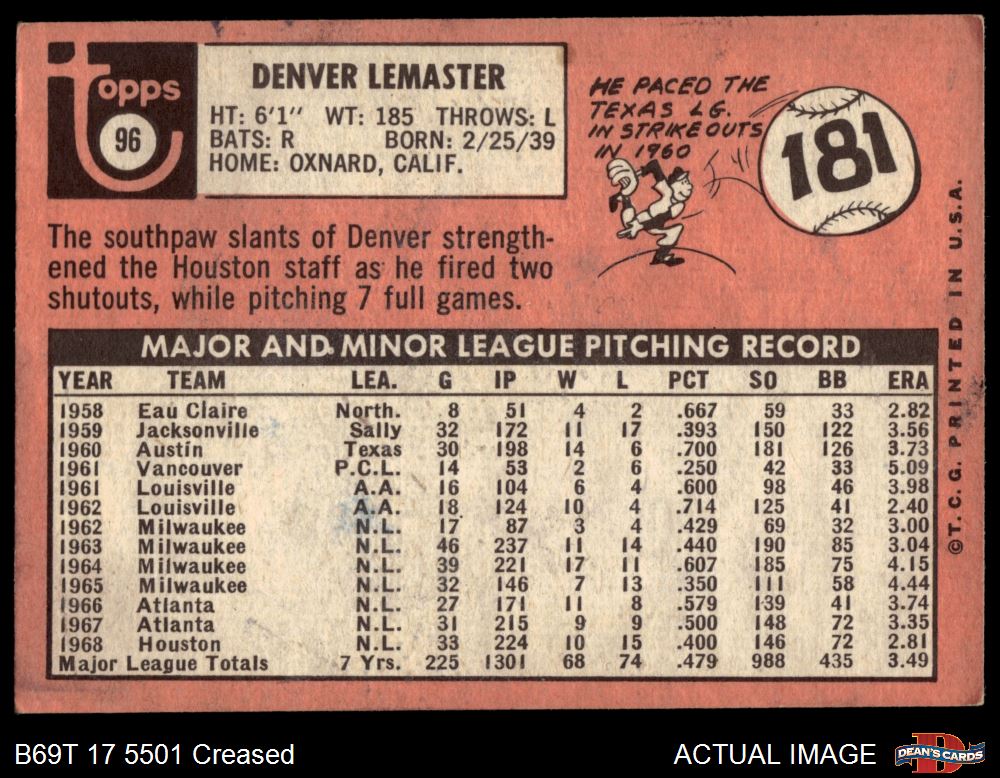 topps
96
DENVER LEMASTER
HT: 6'1" WT: 185 THROWS: L
BATS: R BORN: 2/25/39
HOME: OXNARD, CALIF.
HE PACED THE
TEXAS LG.
IN STRIKEOUTS
IN 1960
181
The southpaw slants of Denver strength-
ened the Houston staff as he fired two
shutouts, while pitching 7 full games.
MAJOR AND MINOR LEAGUE PITCHING RECORD
YEAR TEAM LEA. G IP W L PCT SO BB ERA
1958 Eau Claire North. 8 51 4 2 .667 59 33 2.82
1959 Jacksonville Sally 32 172 11 17 .393 150 122 3.56
1960 Austin Texas 30 198 14 6 .700 181 126 3.73
1961 Vancouver P.C.L. 14 53 2 6 .250 42 33 5.09
1961 Louisville A.A. 16 104 6 4 .600 98 46 3.98
1962 Louisville A.A. 18 124 10 4 .714 125 41 2.40
1962 Milwaukee N.L. 17 87 3 4 .429 69 32 3.00
1963 Milwaukee N.L. 46 237 11 14 .440 190 85 3.04
1964 Milwaukee N.L. 39 221 17 11 .607 185 75 4.15
1965 Milwaukee N.L. 32 146 7 13 .350 111 58 4.44
1966 Atlanta N.L. 27 171 11 8 .579 139 41 3.74
1967 Atlanta N.L. 31 215 9 9 .500 148 72 3.35
1968 Houston N.L. 33 224 10 15 .400 146 72 2.81
Major League Totals 7 Yrs. 225 1301 68 74 .479 988 435 3.49
©T.C.G. PRINTED IN U.S.A.
B69T 17 5501 Creased
ACTUAL IMAGE
DEAN'S CARDS